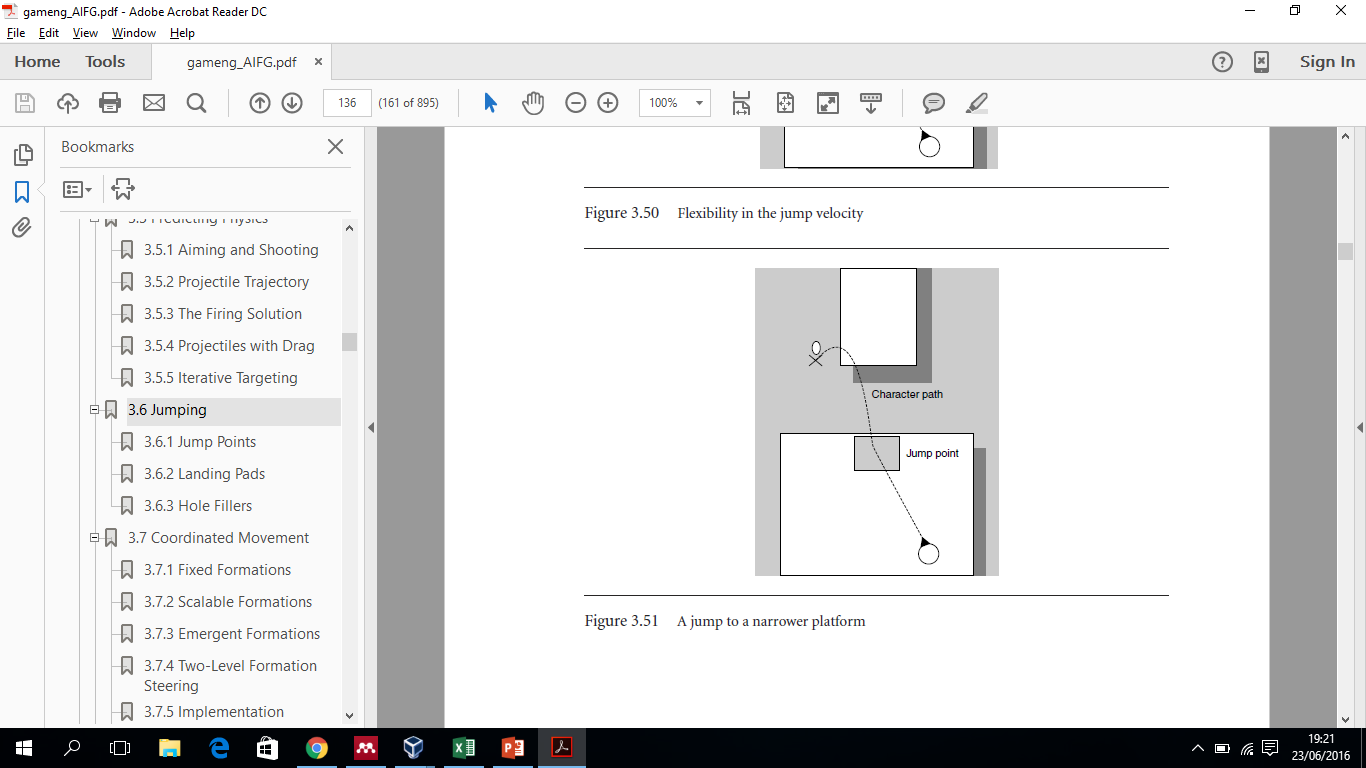 gameng_AIFG.pdf - Adobe Acrobat Reader DC
File Edit View Window Help
Home Tools gameng_AIFG.pdf × Sign In
136 (161 of 895) 100%
Bookmarks
3.5 Predicting Physics
3.5.1 Aiming and Shooting
3.5.2 Projectile Trajectory
3.5.3 The Firing Solution
3.5.4 Projectiles with Drag
3.5.5 Iterative Targeting
3.6 Jumping
3.6.1 Jump Points
3.6.2 Landing Pads
3.6.3 Hole Fillers
3.7 Coordinated Movement
3.7.1 Fixed Formations
3.7.2 Scalable Formations
3.7.3 Emergent Formations
3.7.4 Two-Level Formation
Steering
3.7.5 Implementation
Figure 3.50 Flexibility in the jump velocity
Character path
Jump point
Figure 3.51 A jump to a narrower platform
19:21
23/06/2016